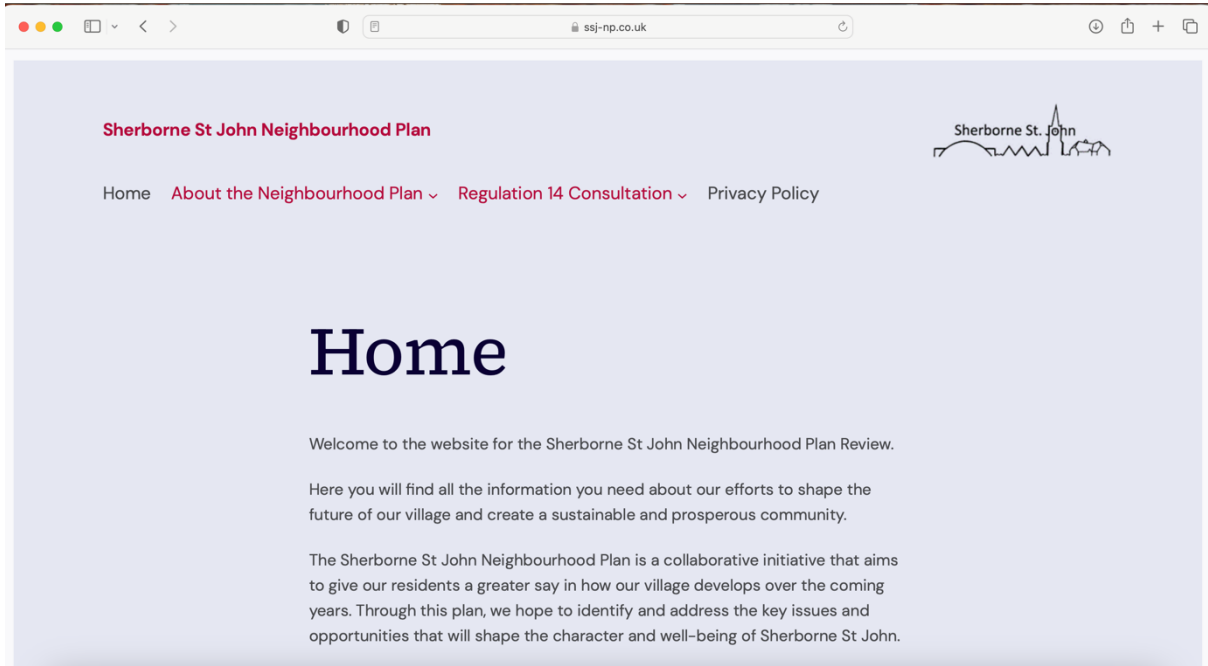 ssj-np.co.uk
Sherborne St John Neighbourhood Plan
Sherborne St. John
Home About the Neighbourhood Plan Regulation 14 Consultation Privacy Policy
Home
Welcome to the website for the Sherborne St John Neighbourhood Plan Review.
Here you will find all the information you need about our efforts to shape the
future of our village and create a sustainable and prosperous community.
The Sherborne St John Neighbourhood Plan is a collaborative initiative that aims
to give our residents a greater say in how our village develops over the coming
years. Through this plan, we hope to identify and address the key issues and
opportunities that will shape the character and well-being of Sherborne St John.